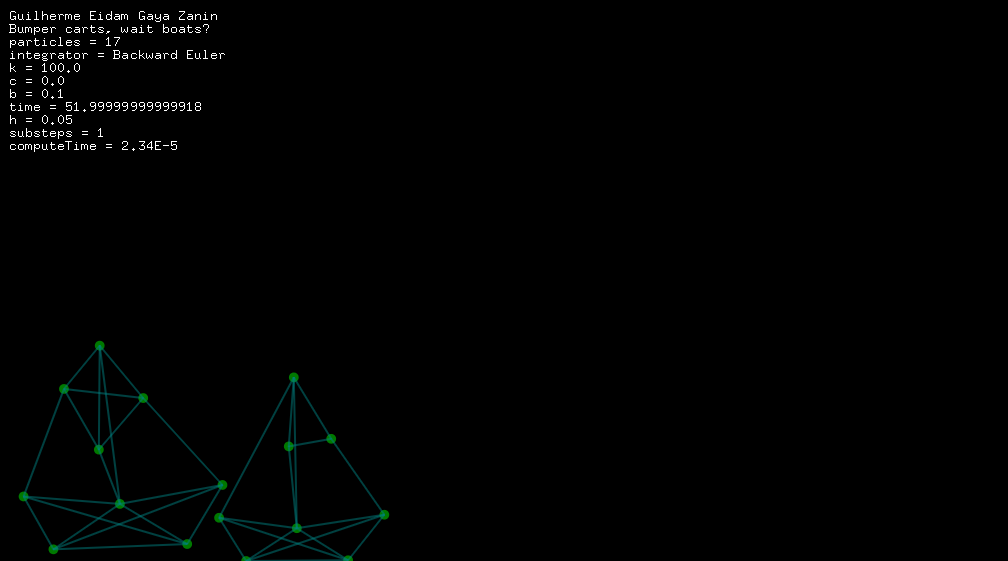 Guilherme Eidam Gaya Zanin
Bumper carts, wait boats?
particles = 17
integrator = Backward Euler
k = 100.0
c = 0.0
b = 0.1
time = 51.99999999999918
h = 0.05
substeps = 1
computeTime = 2.34E-5